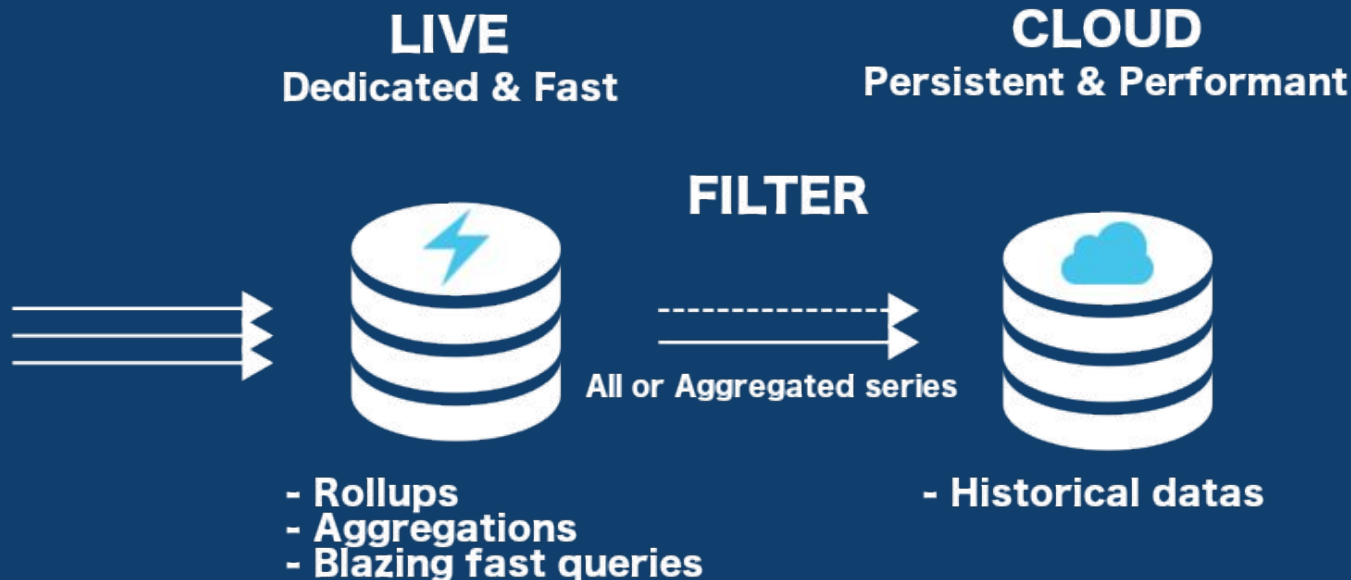 LIVE
Dedicated & Fast
CLOUD
Persistent & Performant
FILTER
All or Aggregated series
- Rollups
- Aggregations
- Blazing fast queries
- Historical datas